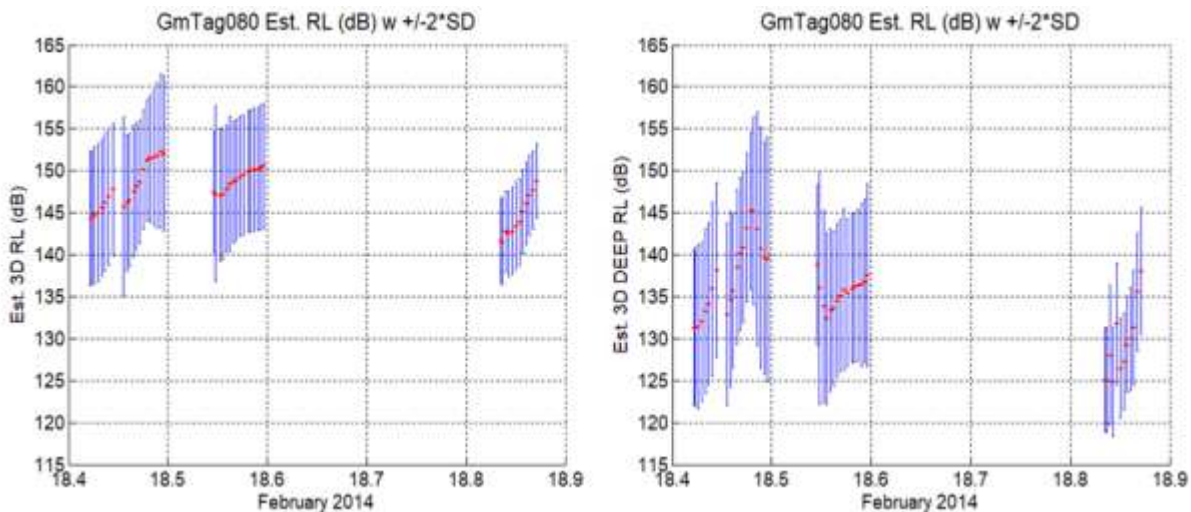 GmTag080 Est. RL (dB) w +/-2*SD
165
160
155
150
145
140
135
130
125
120
115
Est. 3D RL (dB)
18.4 18.5 18.6 18.7 18.8 18.9
February 2014
GmTag080 Est. RL (dB) w +/-2*SD
165
160
155
150
145
140
135
130
125
120
115
Est. 3D DEEP RL (dB)
18.4 18.5 18.6 18.7 18.8 18.9
February 2014